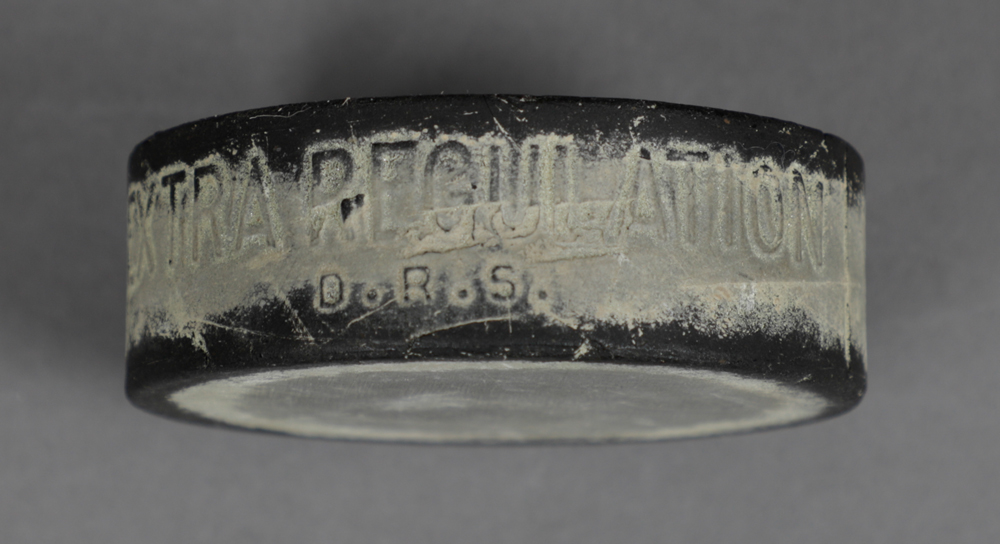 EXTRA REGULATION
D.R.S.